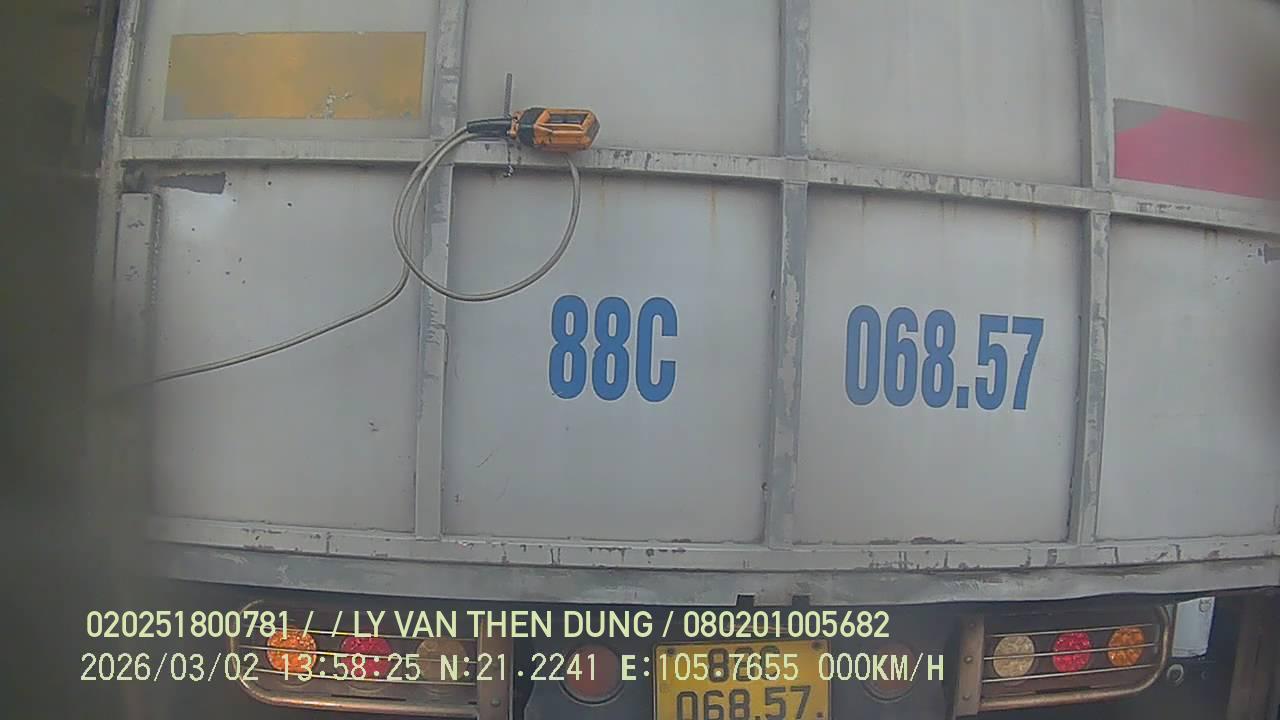 88C 068.57
020251800781 / / LY VAN THEN DUNG / 080201005682
2026/03/02 13:58:25 N:21.2241 E:105.7655 000KM/H
068.57